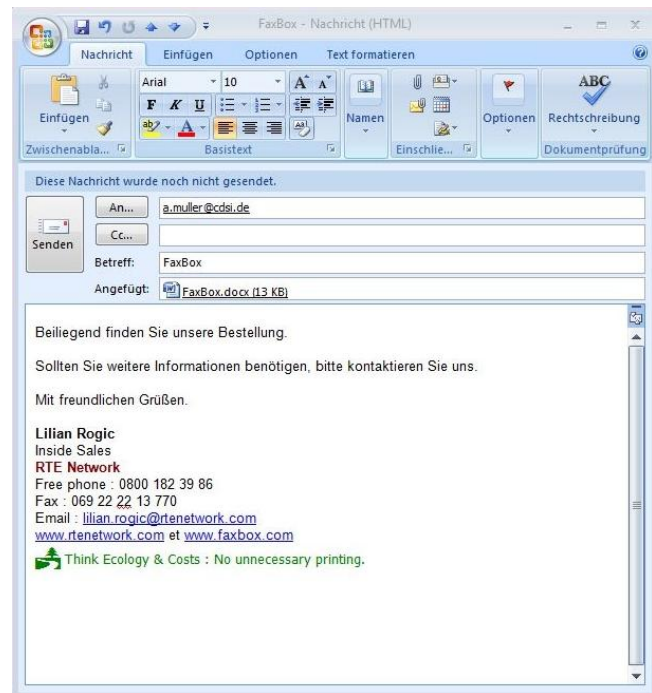 FaxBox - Nachricht (HTML)
Nachricht Einfügen Optionen Text formatieren
Arial 10
Einfügen
F K U
Namen
Optionen
ABC
Rechtschreibung
Zwischenabla... Basistext Einschlie... Dokumentprüfung
Diese Nachricht wurde noch nicht gesendet.
Senden
An... a.muller@cdsi.de
Cc...
Betreff: FaxBox
Angefügt: FaxBox.docx (13 KB)
Beiliegend finden Sie unsere Bestellung.
Sollten Sie weitere Informationen benötigen, bitte kontaktieren Sie uns.
Mit freundlichen Grüßen.
Lilian Rogic
Inside Sales
RTE Network
Free phone : 0800 182 39 86
Fax : 069 22 22 13 770
Email : lilian.rogic@rtenetwork.com
www.rtenetwork.com et www.faxbox.com
Think Ecology & Costs : No unnecessary printing.